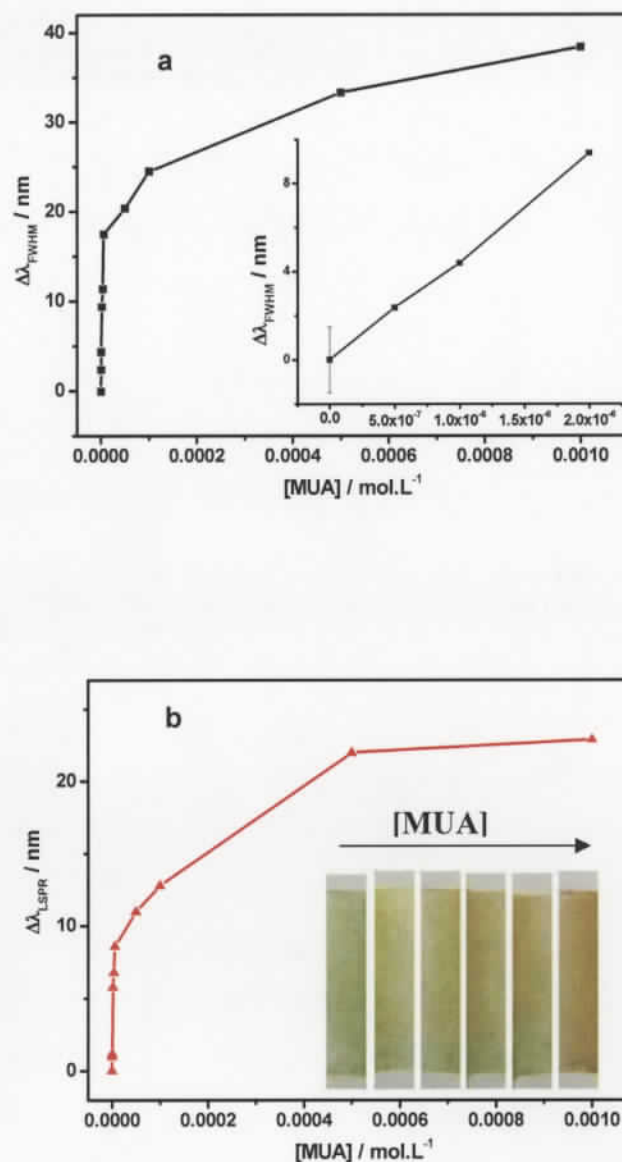 a
40
30
20
10
0
Δλ_FWHM / nm
0.0000 0.0002 0.0004 0.0006 0.0008 0.0010
[MUA] / mol.L⁻¹
8
4
0
Δλ_FWHM / nm
0.0 5.0x10⁻⁷ 1.0x10⁻⁶ 1.5x10⁻⁶ 2.0x10⁻⁶
b
20
10
0
Δλ_LSPR / nm
[MUA]
0.0000 0.0002 0.0004 0.0006 0.0008 0.0010
[MUA] / mol.L⁻¹